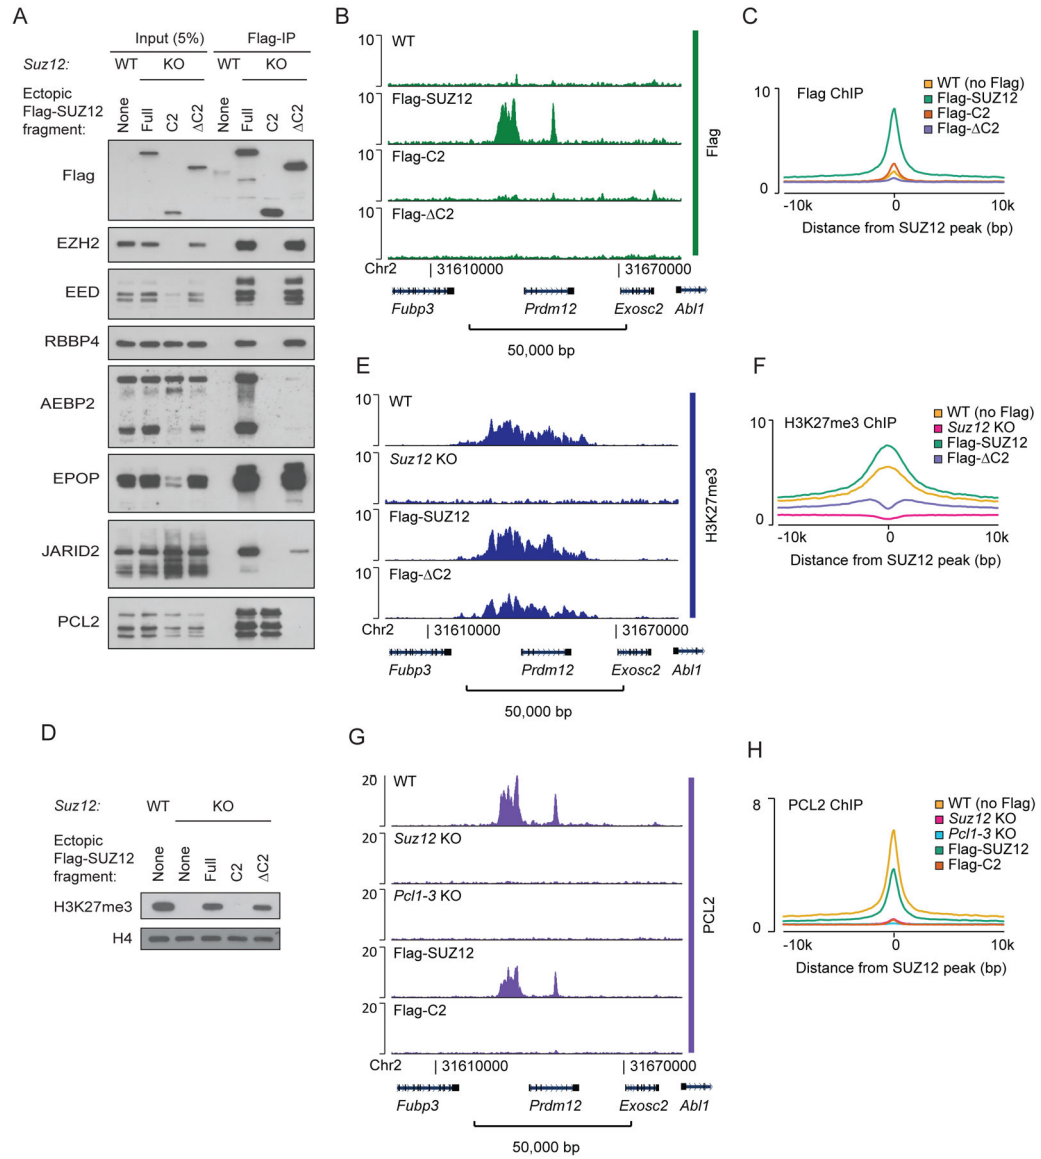 A
Input (5%) Flag-IP
Suz12: WT KO WT KO
Ectopic
Flag-SUZ12
fragment:
None Full C2 ΔC2 None Full C2 ΔC2
Flag
EZH2
EED
RBBP4
AEBP2
EPOP
JARID2
PCL2
B
10 WT
10 Flag-SUZ12
10 Flag-C2
10 Flag-ΔC2
Flag
Chr2 | 31610000 | 31670000
Fubp3 Prdm12 Exosc2 Abl1
50,000 bp
C
10
Flag ChIP
WT (no Flag)
Flag-SUZ12
Flag-C2
Flag-ΔC2
0
-10k 0 10k
Distance from SUZ12 peak (bp)
D
Suz12: WT KO
Ectopic
Flag-SUZ12
fragment:
None None Full C2 ΔC2
H3K27me3
H4
E
10 WT
10 Suz12 KO
10 Flag-SUZ12
10 Flag-ΔC2
H3K27me3
Chr2 | 31610000 | 31670000
Fubp3 Prdm12 Exosc2 Abl1
50,000 bp
F
10
H3K27me3 ChIP
WT (no Flag)
Suz12 KO
Flag-SUZ12
Flag-ΔC2
0
-10k 0 10k
Distance from SUZ12 peak (bp)
G
20 WT
20 Suz12 KO
20 Pcl1-3 KO
20 Flag-SUZ12
20 Flag-C2
PCL2
Chr2 | 31610000 | 31670000
Fubp3 Prdm12 Exosc2 Abl1
50,000 bp
H
8
PCL2 ChIP
WT (no Flag)
Suz12 KO
Pcl1-3 KO
Flag-SUZ12
Flag-C2
0
-10k 0 10k
Distance from SUZ12 peak (bp)